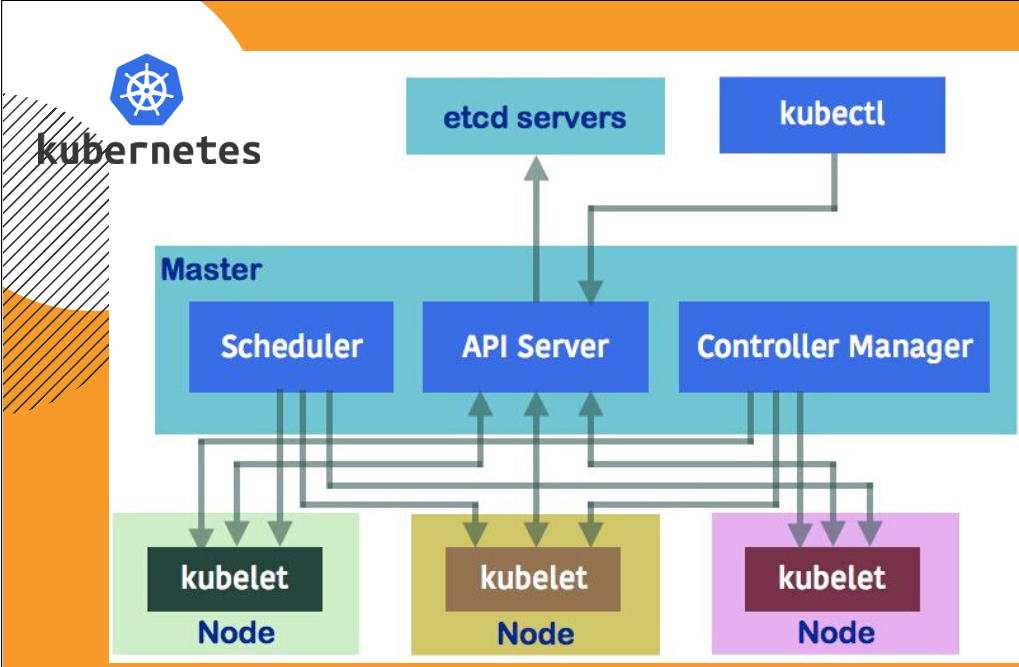 kubernetes
etcd servers
kubectl
Master
Scheduler
API Server
Controller Manager
kubelet
Node
kubelet
Node
kubelet
Node